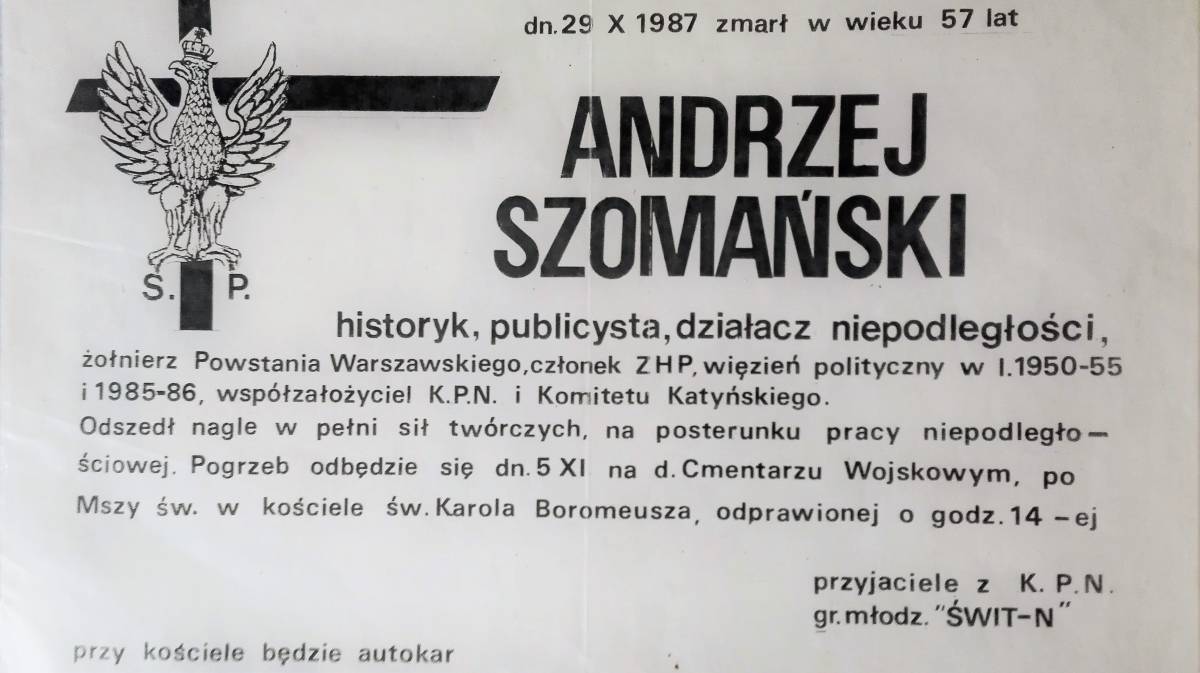 dn.29 X 1987 zmarł w wieku 57 lat
ANDRZEJ
SZOMAŃSKI
Ś. P.
historyk, publicysta, działacz niepodległości,
żołnierz Powstania Warszawskiego, członek ZHP, więzień polityczny w l.1950-55
i 1985-86, współzałożyciel K.P.N. i Komitetu Katyńskiego.
Odszedł nagle w pełni sił twórczych, na posterunku pracy niepodległo—
ściowej. Pogrzeb odbędzie się dn. 5 XI na d. Cmentarzu Wojskowym, po
Mszy św. w kościele św. Karola Boromeusza, odprawionej o godz. 14 -ej
przyjaciele z K.P.N.
gr.młodz. "ŚWIT-N"
przy kościele będzie autokar